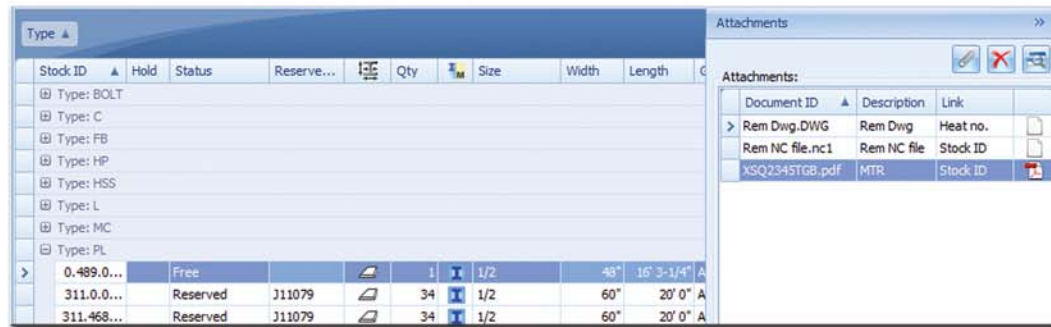 Type
Stock ID Hold Status Reserve... Qty Size Width Length G
Type: BOLT
Type: C
Type: FB
Type: HP
Type: HSS
Type: L
Type: MC
Type: PL
0.489.0... Free 1 1/2 48" 16' 3-1/4" A
311.0.0... Reserved J11079 34 1/2 60" 20' 0" A
311.468... Reserved J11079 34 1/2 60" 20' 0" A
Attachments
Attachments:
Document ID Description Link
Rem Dwg.DWG Rem Dwg Heat no.
Rem NC file.nc1 Rem NC file Stock ID
XSQ2345TGB.pdf MTR Stock ID